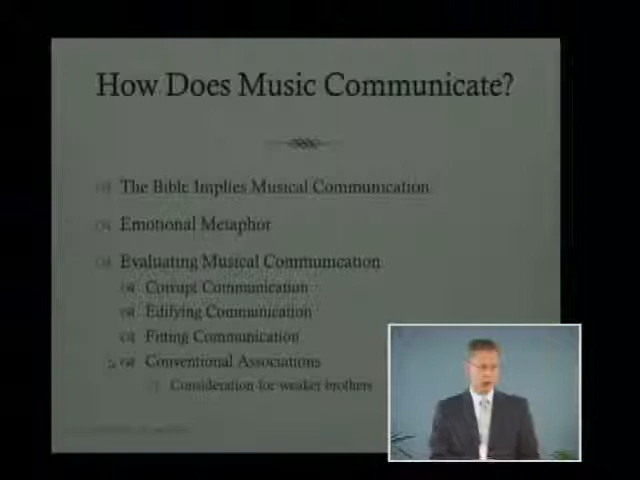 How Does Music Communicate?
The Bible Implies Musical Communication
Emotional Metaphor
Evaluating Musical Communication
Corrupt Communication
Edifying Communication
Fitting Communication
Conventional Associations
Consideration for weaker brothers